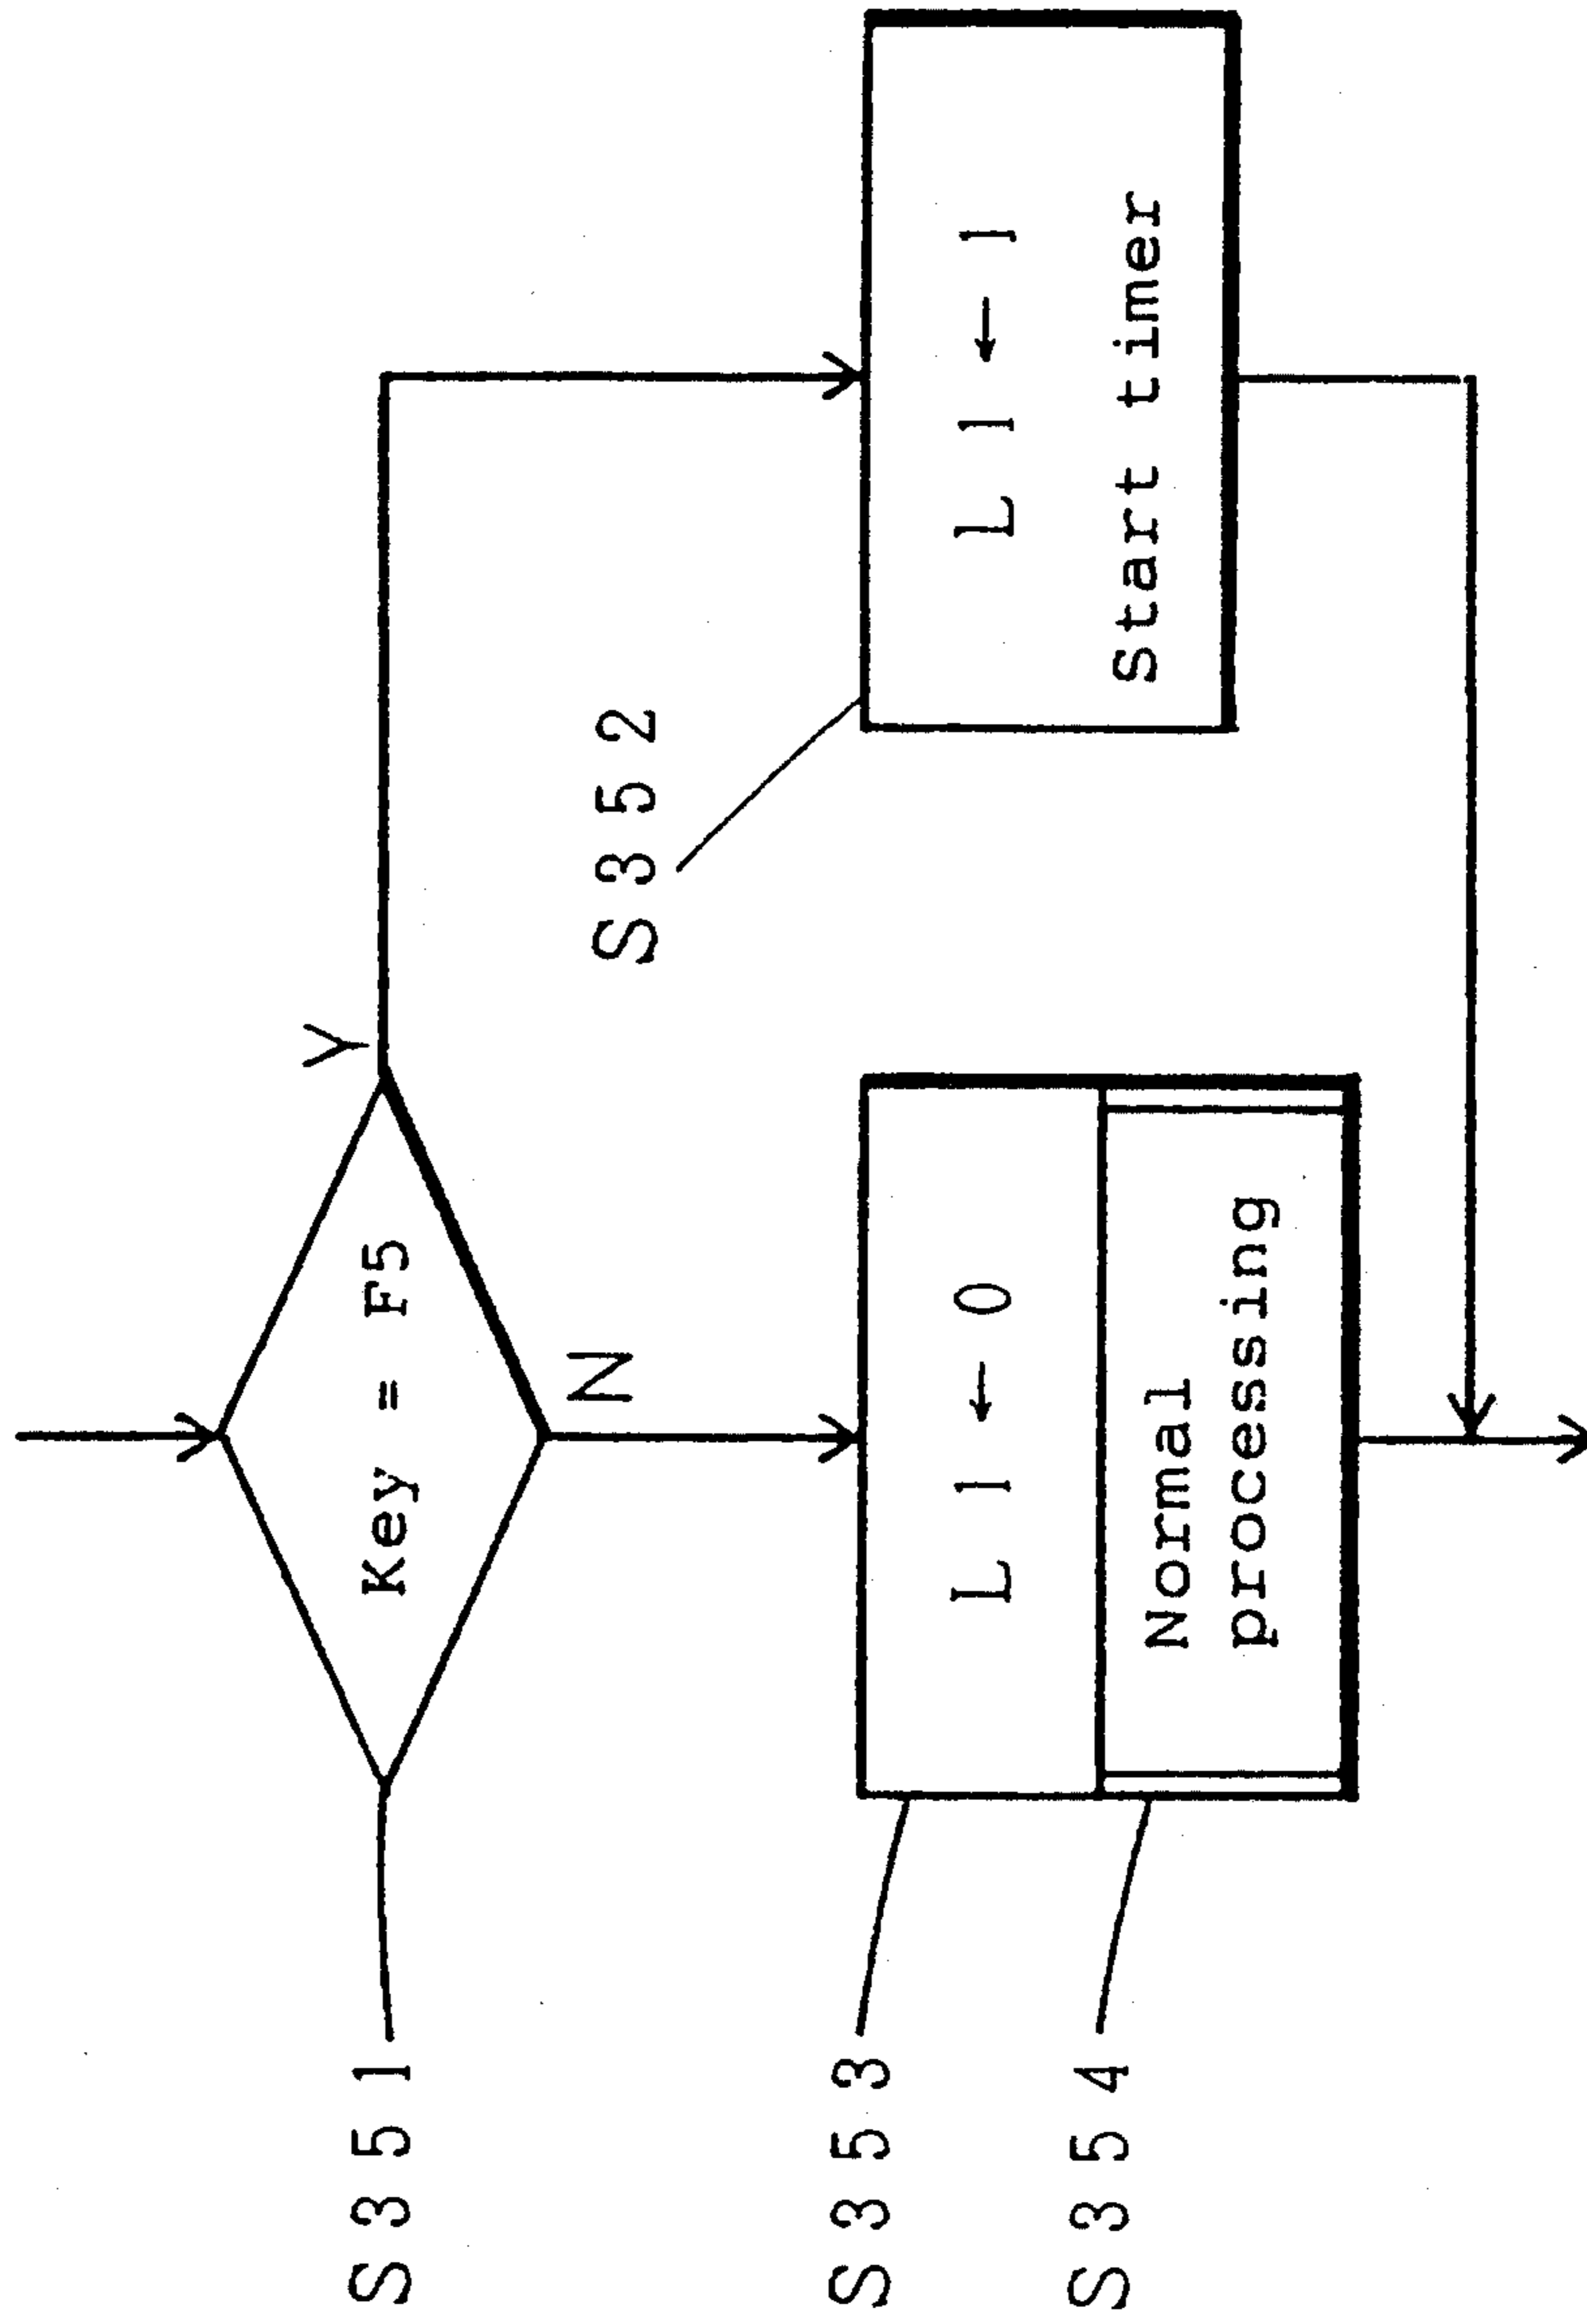 S351
Key = F5
Y
N
S352
L1 ← 1
Start timer
S353
L1 ← 0
S354
Normal
processing